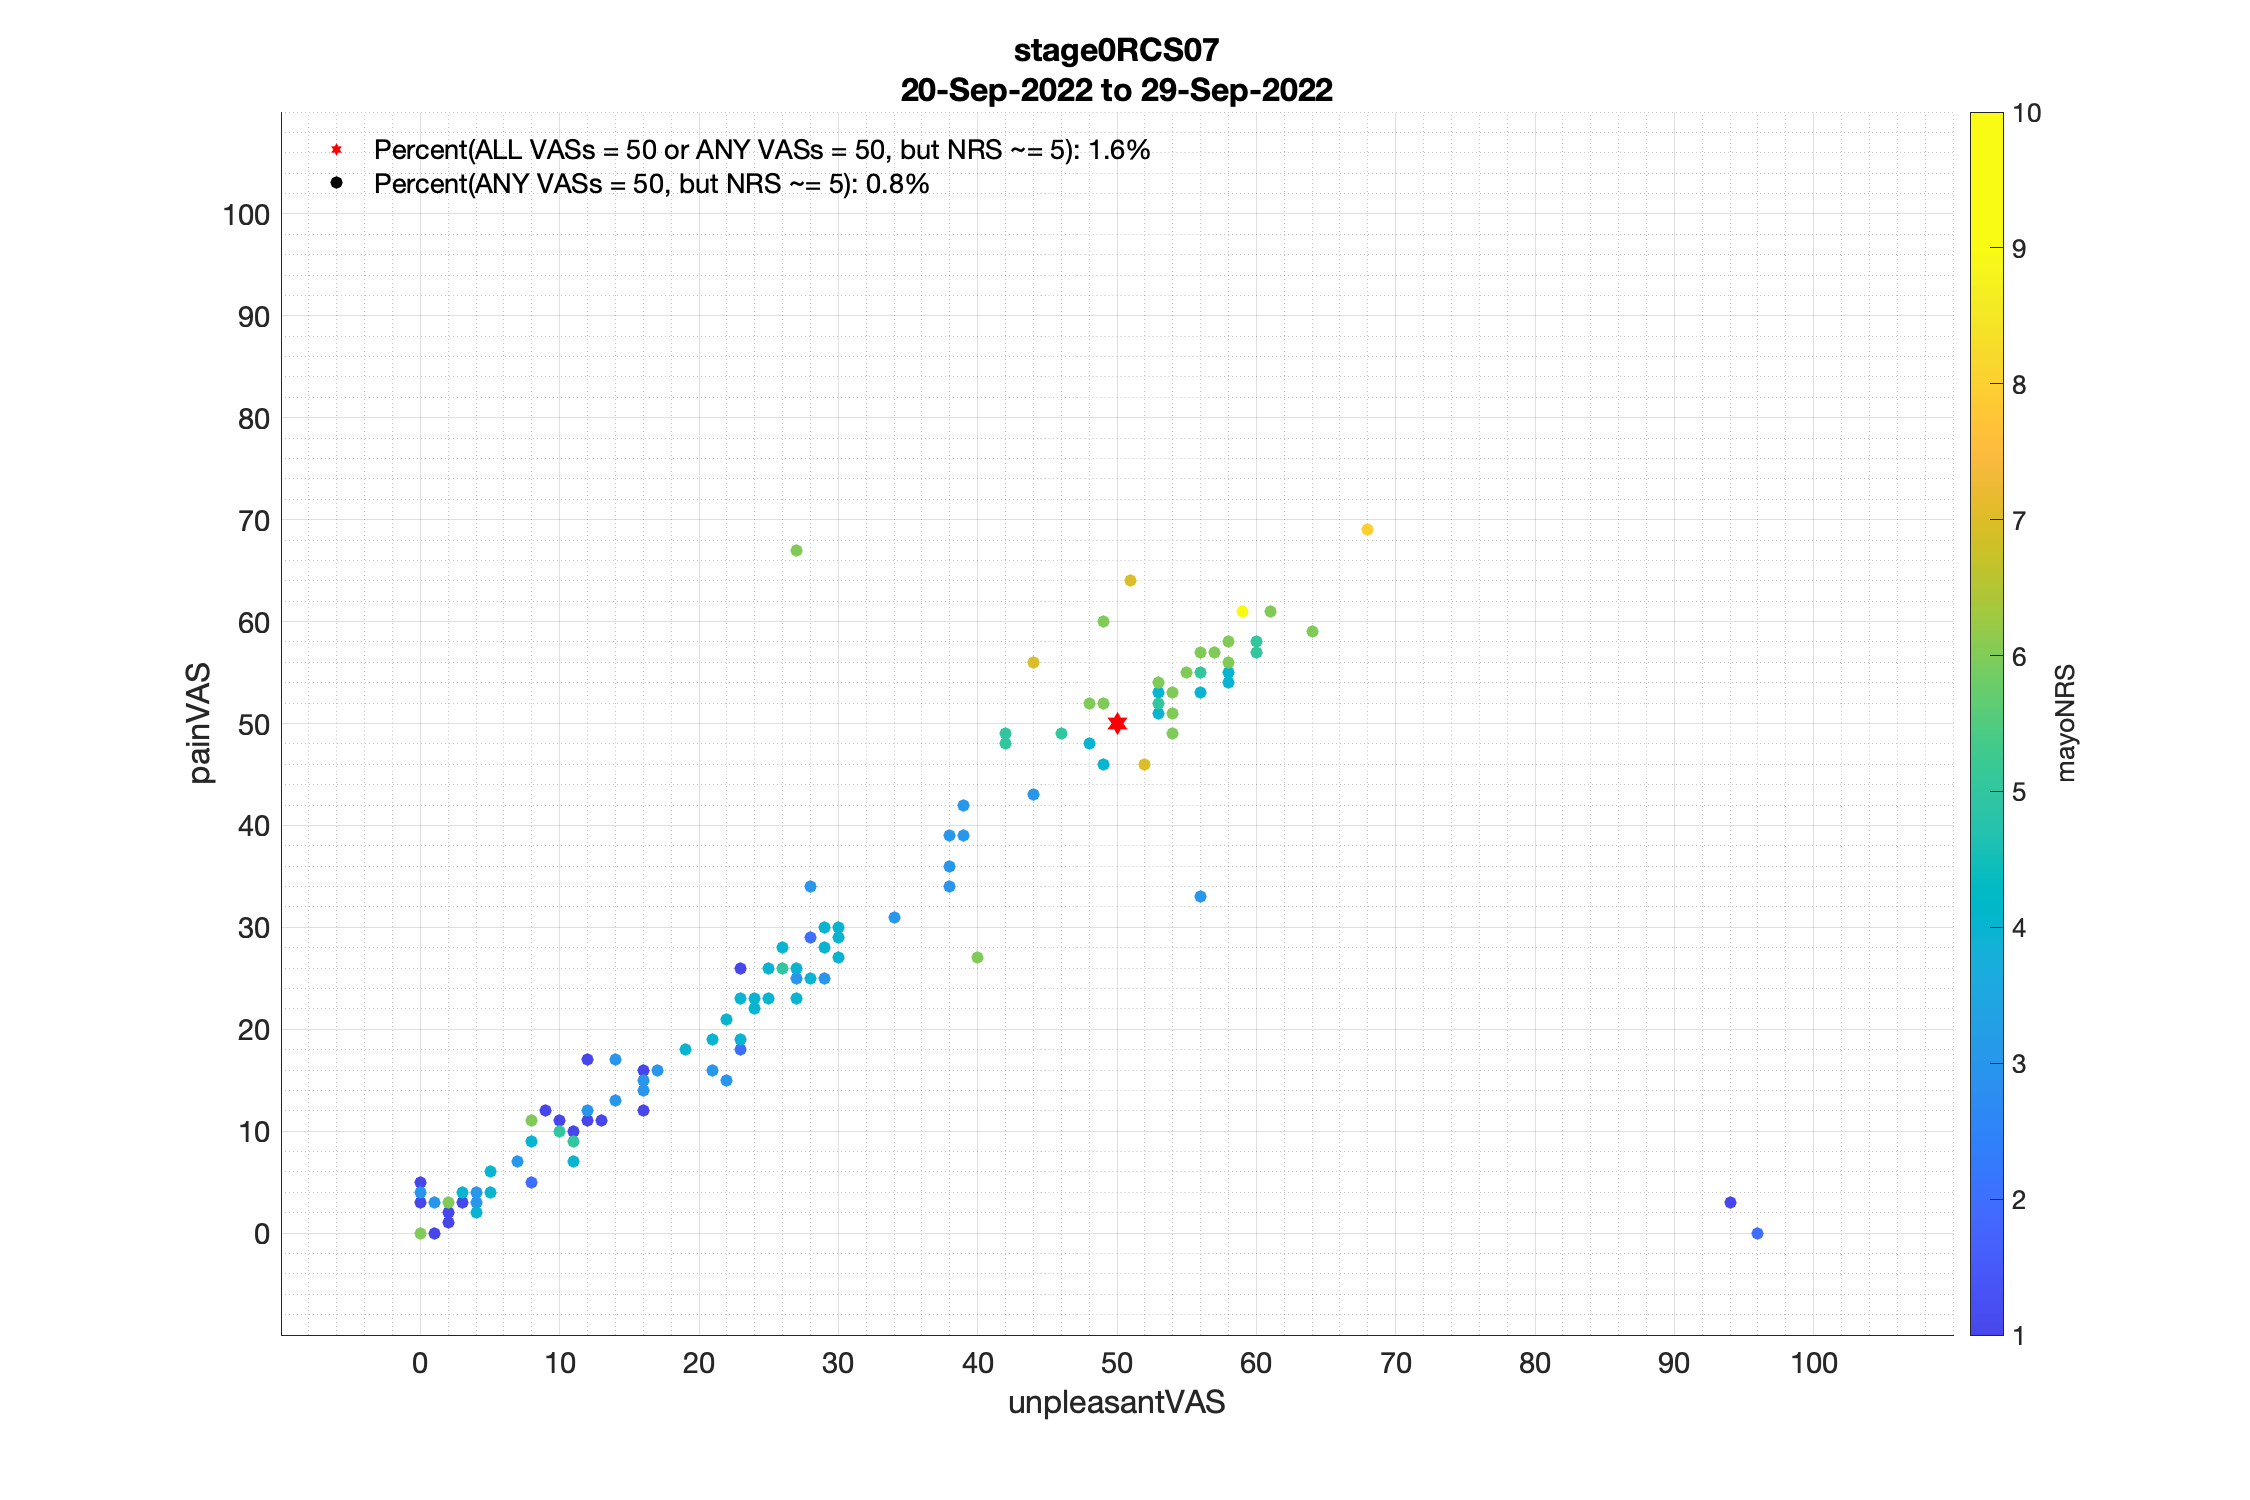 stage0RCS07
20-Sep-2022 to 29-Sep-2022
Percent(ALL VASs = 50 or ANY VASs = 50, but NRS ~= 5): 1.6%
Percent(ANY VASs = 50, but NRS ~= 5): 0.8%
100
90
80
70
60
50
40
30
20
10
0
painVAS
0 10 20 30 40 50 60 70 80 90 100
unpleasantVAS
10
9
8
7
6
5
4
3
2
1
mayoNRS